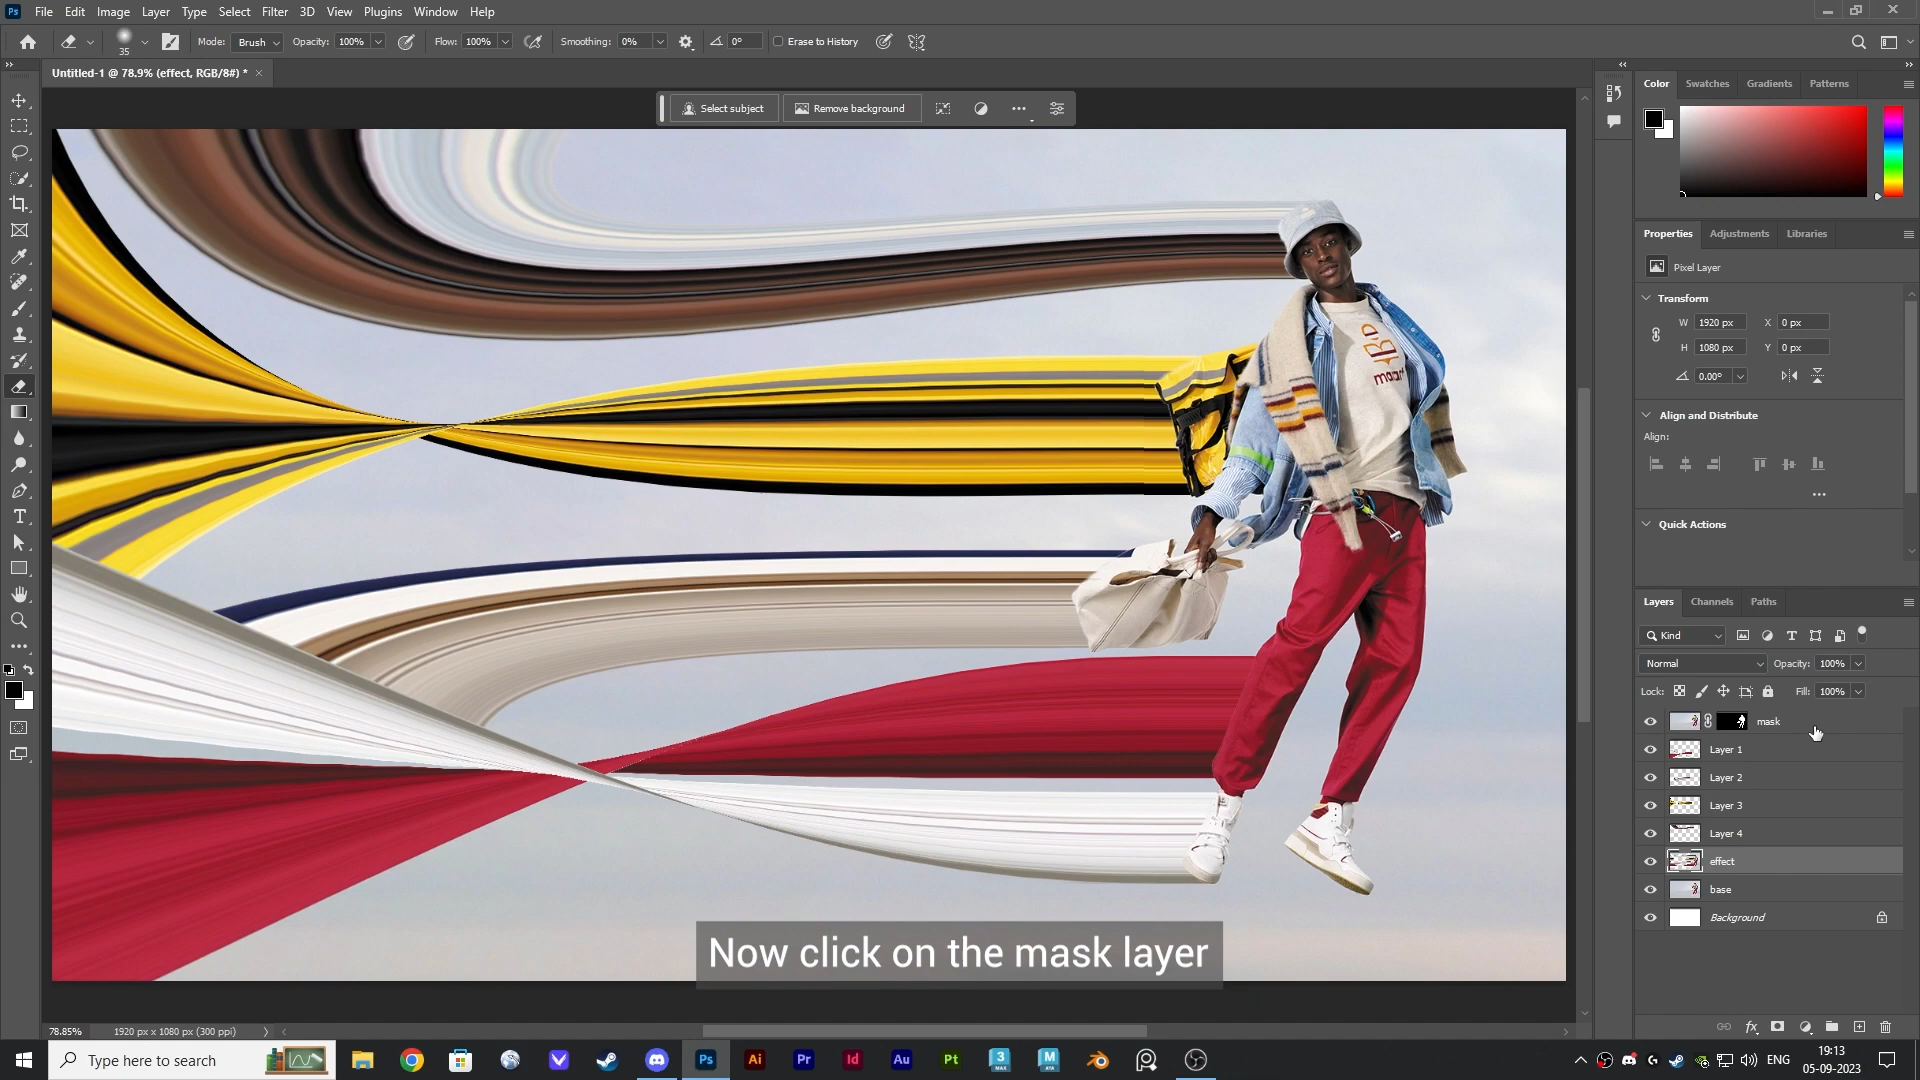 Ps File Edit Image Layer Type Select Filter 3D View Plugins Window Help
35 Mode: Brush Opacity: 100% Flow: 100% Smoothing: 0% 0° Erase to History
Untitled-1 @ 78.9% (effect, RGB/8#) *
Select subject Remove background
Color Swatches Gradients Patterns
Properties Adjustments Libraries
Pixel Layer
Transform
W 1920 px X 0 px
H 1080 px Y 0 px
0.00°
Align and Distribute
Align:
Quick Actions
Layers Channels Paths
Kind
Normal Opacity: 100%
Lock: Fill: 100%
mask
Layer 1
Layer 2
Layer 3
Layer 4
effect
base
Background
Now click on the mask layer
78.85% 1920 px x 1080 px (300 ppi)
Type here to search
Ps Ai Pr Id Au Pt 3 MAX M
ENG
19:13
05-09-2023